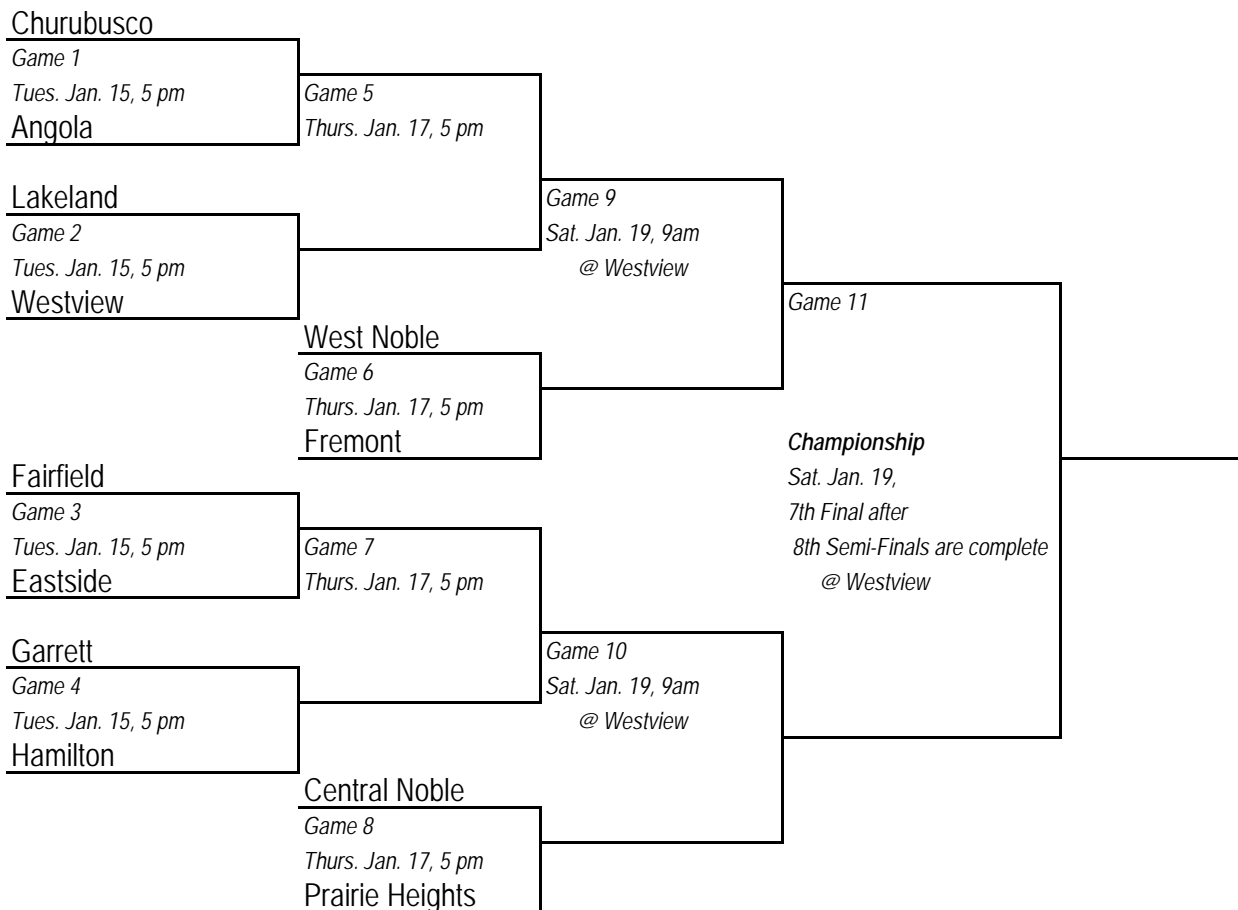 Churubusco
Game 1
Tues. Jan. 15, 5 pm
Angola
Game 5
Thurs. Jan. 17, 5 pm
Lakeland
Game 2
Tues. Jan. 15, 5 pm
Westview
Game 9
Sat. Jan. 19, 9am
@ Westview
West Noble
Game 6
Thurs. Jan. 17, 5 pm
Fremont
Game 11
Championship
Sat. Jan. 19,
7th Final after
8th Semi-Finals are complete
@ Westview
Fairfield
Game 3
Tues. Jan. 15, 5 pm
Eastside
Game 7
Thurs. Jan. 17, 5 pm
Garrett
Game 4
Tues. Jan. 15, 5 pm
Hamilton
Game 10
Sat. Jan. 19, 9am
@ Westview
Central Noble
Game 8
Thurs. Jan. 17, 5 pm
Prairie Heights